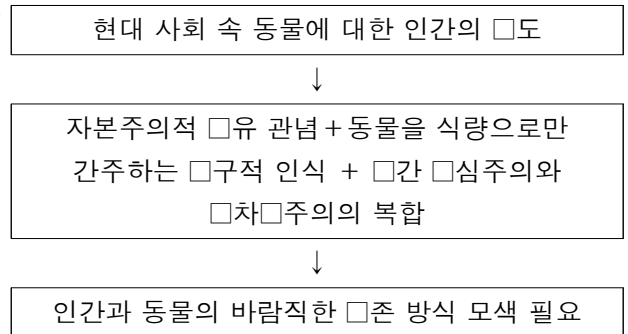 현대 사회 속 동물에 대한 인간의 □도
↓
자본주의적 □유 관념+동물을 식량으로만
간주하는 □구적 인식 + □간 □심주의와
□차□주의의 복합
↓
인간과 동물의 바람직한 □존 방식 모색 필요